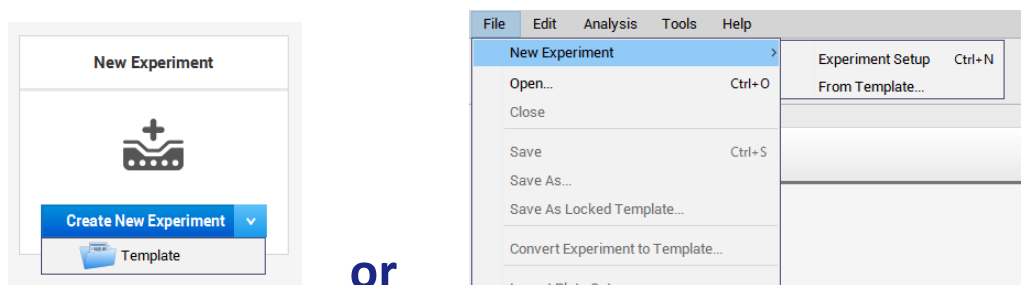 New Experiment
Create New Experiment
Template
or
File Edit Analysis Tools Help
New Experiment >
Experiment Setup Ctrl+N
From Template...
Open... Ctrl+O
Close
Save Ctrl+S
Save As...
Save As Locked Template...
Convert Experiment to Template...